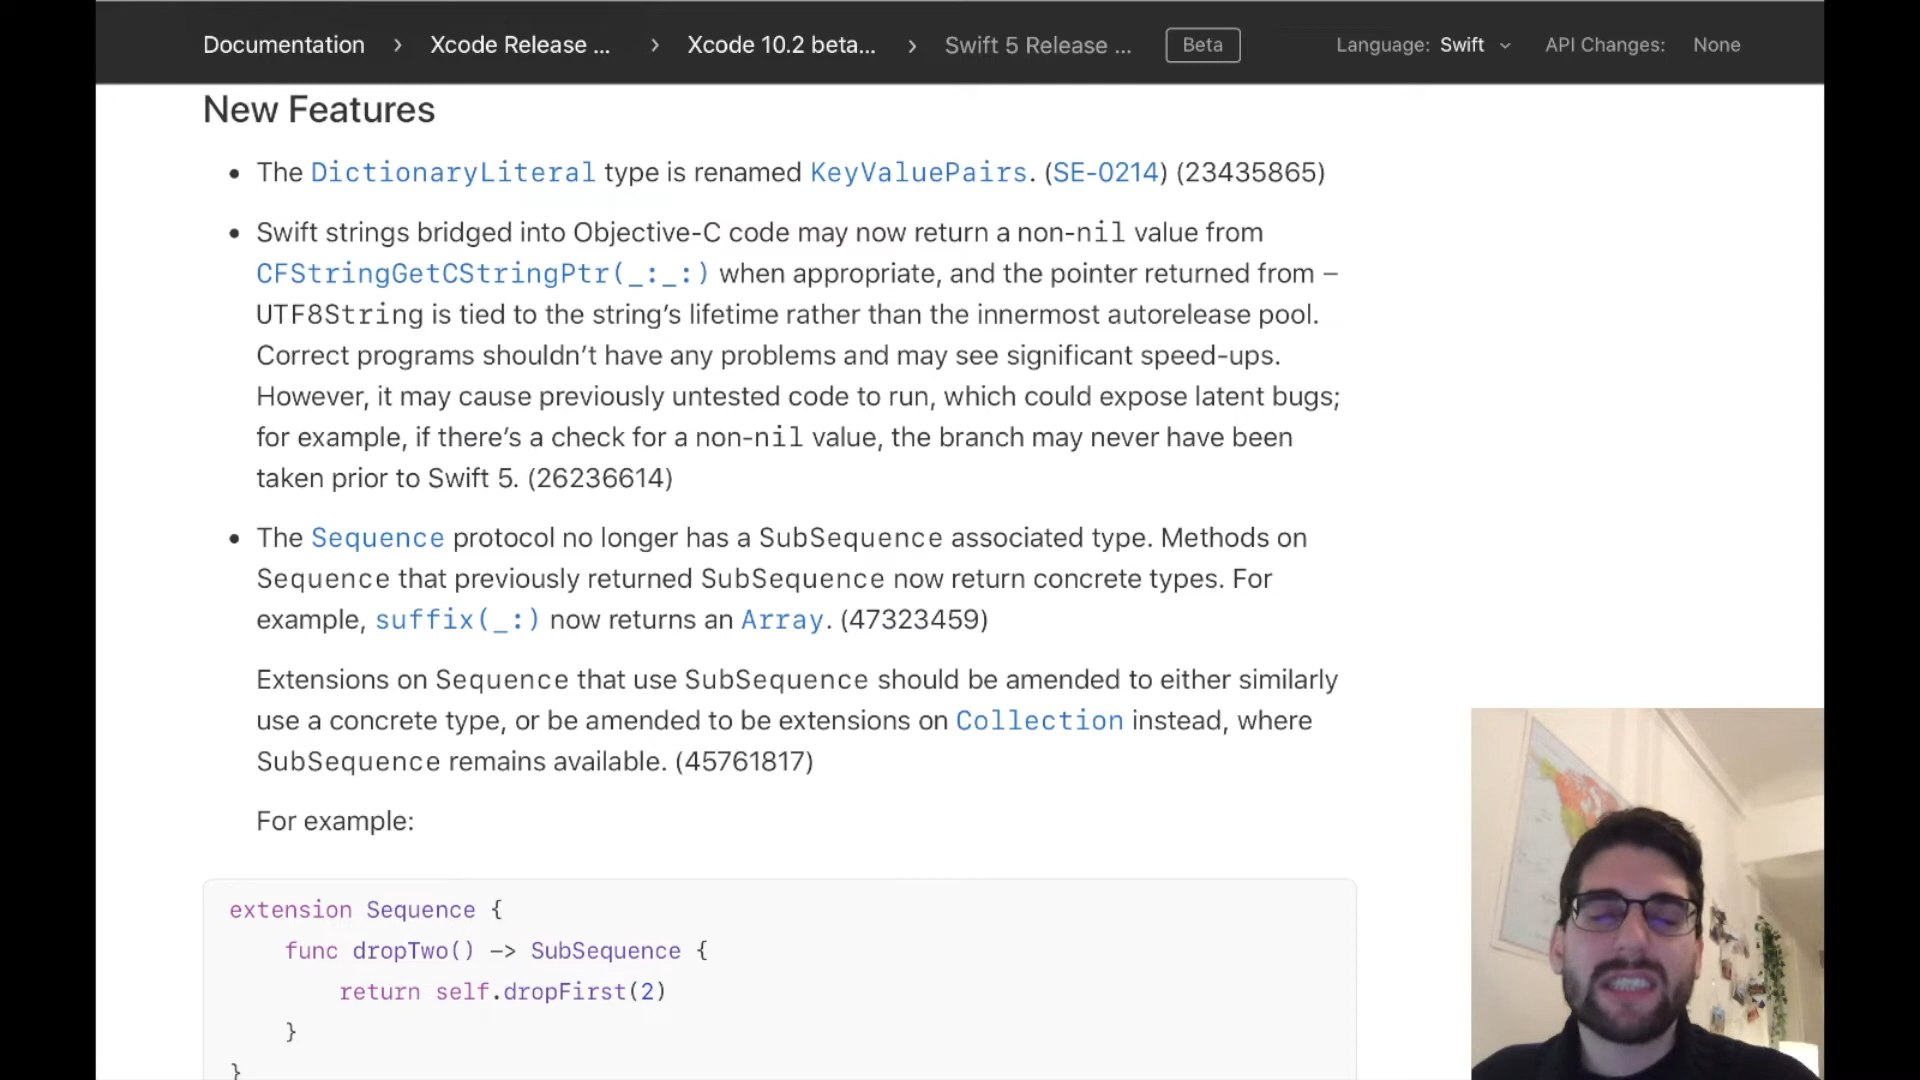 Documentation › Xcode Release ... › Xcode 10.2 beta... › Swift 5 Release ... Beta Language: Swift API Changes: None
New Features
• The DictionaryLiteral type is renamed KeyValuePairs. (SE-0214) (23435865)
• Swift strings bridged into Objective-C code may now return a non-nil value from
CFStringGetCStringPtr(_:_:) when appropriate, and the pointer returned from –
UTF8String is tied to the string’s lifetime rather than the innermost autorelease pool.
Correct programs shouldn’t have any problems and may see significant speed-ups.
However, it may cause previously untested code to run, which could expose latent bugs;
for example, if there’s a check for a non-nil value, the branch may never have been
taken prior to Swift 5. (26236614)
• The Sequence protocol no longer has a SubSequence associated type. Methods on
Sequence that previously returned SubSequence now return concrete types. For
example, suffix(_:) now returns an Array. (47323459)
Extensions on Sequence that use SubSequence should be amended to either similarly
use a concrete type, or be amended to be extensions on Collection instead, where
SubSequence remains available. (45761817)
For example:
extension Sequence {
func dropTwo() -> SubSequence {
return self.dropFirst(2)
}
}